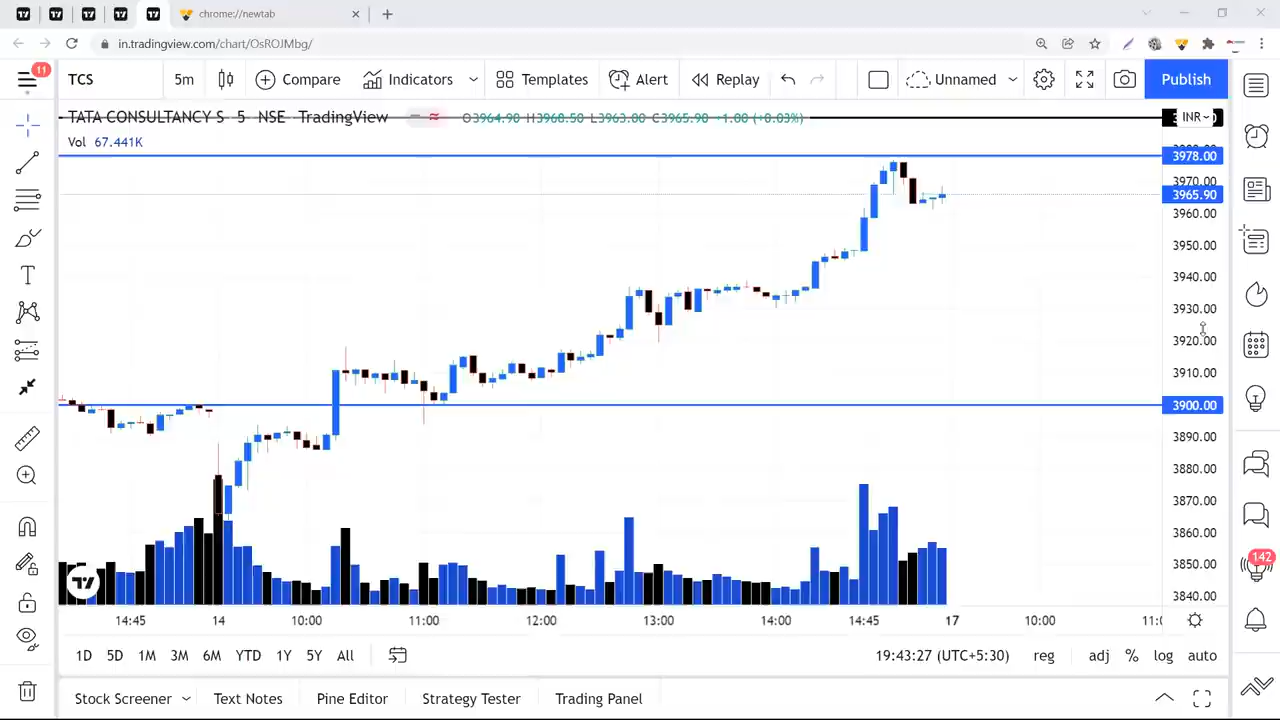 chrome://newtab
in.tradingview.com/chart/OsROJMbg/
11 TCS 5m Compare Indicators Templates Alert Replay Unnamed Publish
TATA CONSULTANCY S · 5 · NSE · TradingView O3964.90 H3968.50 L3963.80 C3965.90 +1.00 (+0.03%) INR
Vol 67.441K
3978.00
3970.00
3965.90
3960.00
3950.00
3940.00
3930.00
3920.00
3910.00
3900.00
3890.00
3880.00
3870.00
3860.00
3850.00
3840.00
142
14:45 14 10:00 11:00 12:00 13:00 14:00 14:45 17 10:00
1D 5D 1M 3M 6M YTD 1Y 5Y All 19:43:27 (UTC+5:30) reg adj % log auto
Stock Screener Text Notes Pine Editor Strategy Tester Trading Panel